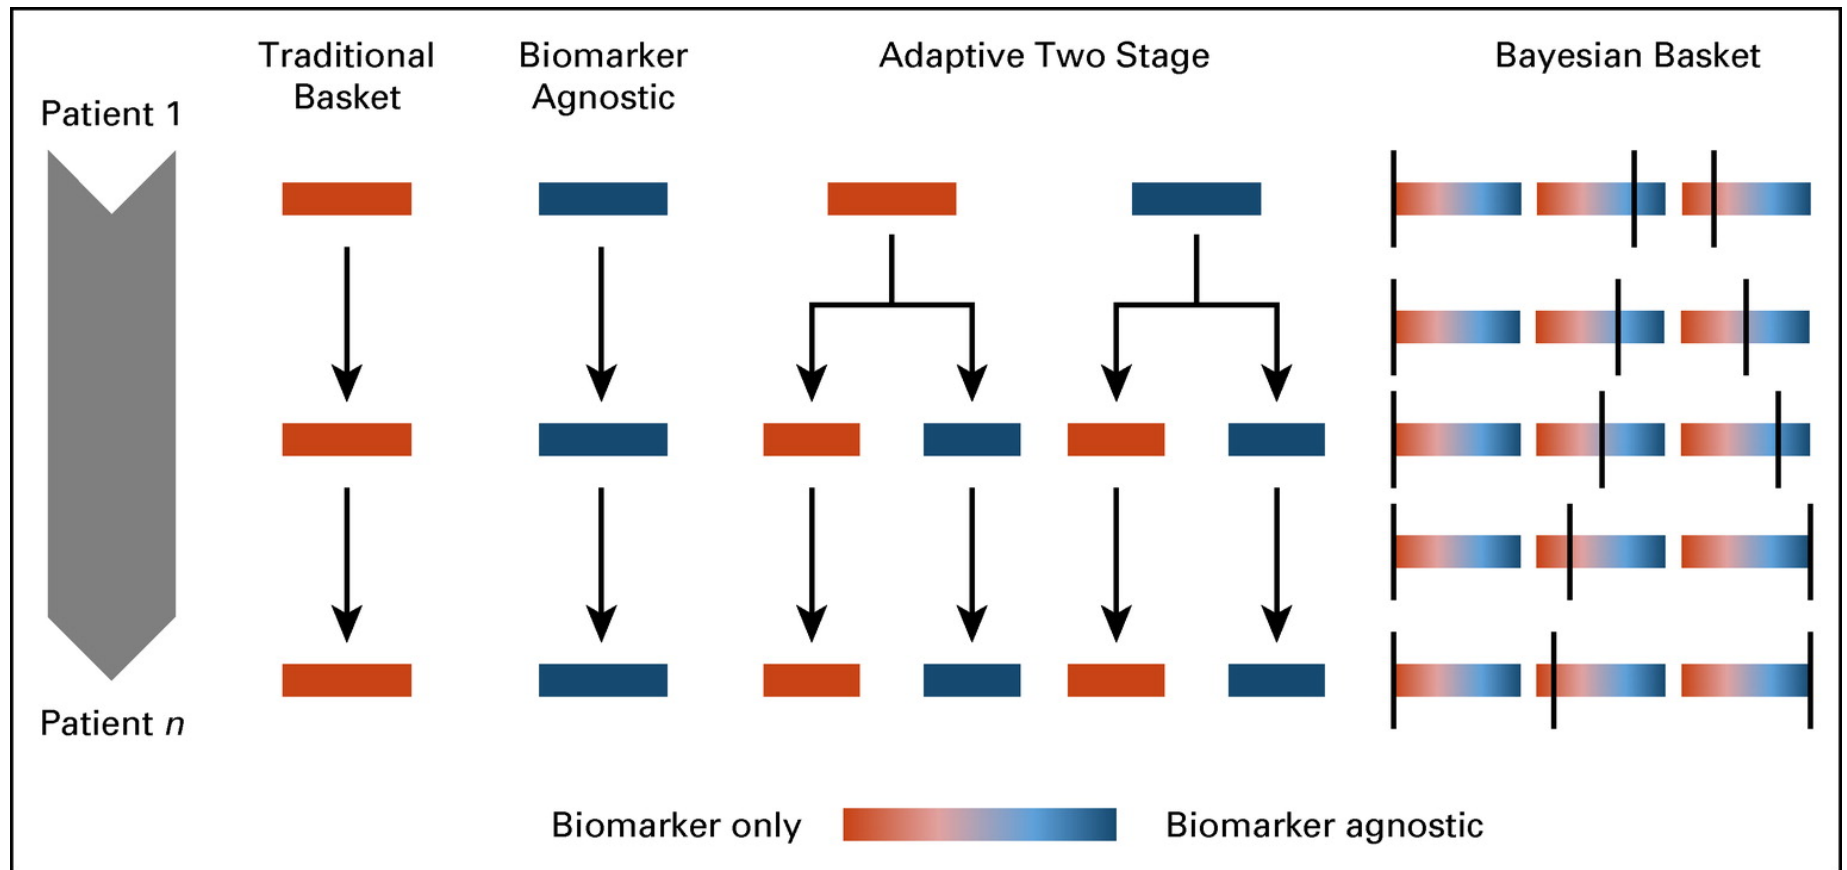 Traditional
Basket
Biomarker
Agnostic
Adaptive Two Stage
Bayesian Basket
Patient 1
Patient n
Biomarker only
Biomarker agnostic